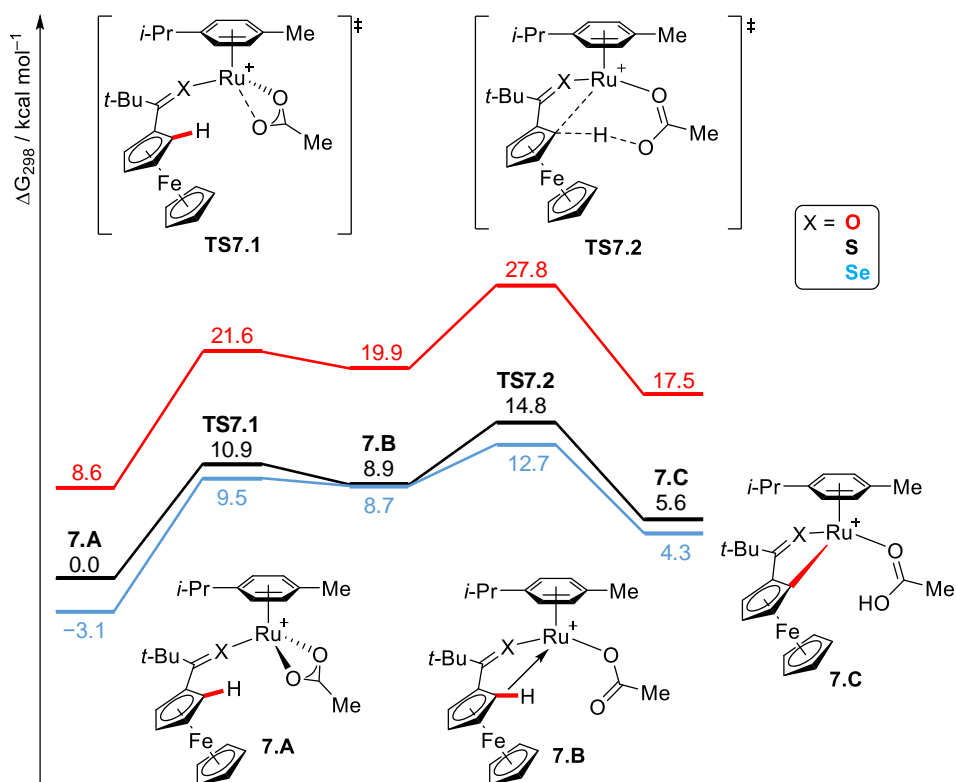 ΔG298 / kcal mol−1
‡
i-Pr
Me
Ru
+
X
t-Bu
O
O
Me
H
Fe
TS7.1
‡
i-Pr
Me
Ru
+
X
t-Bu
O
Me
H
O
Fe
TS7.2
X = O
S
Se
27.8
21.6
19.9
17.5
TS7.2
14.8
TS7.1
10.9
7.B
8.9
12.7
8.6
9.5
8.7
7.C
5.6
4.3
7.A
0.0
−3.1
i-Pr
Me
Ru
+
X
t-Bu
O
O
Me
H
Fe
7.A
i-Pr
Me
Ru
+
X
t-Bu
O
Me
H
O
Fe
7.B
i-Pr
Me
Ru
+
X
t-Bu
O
Me
HO
Fe
7.C